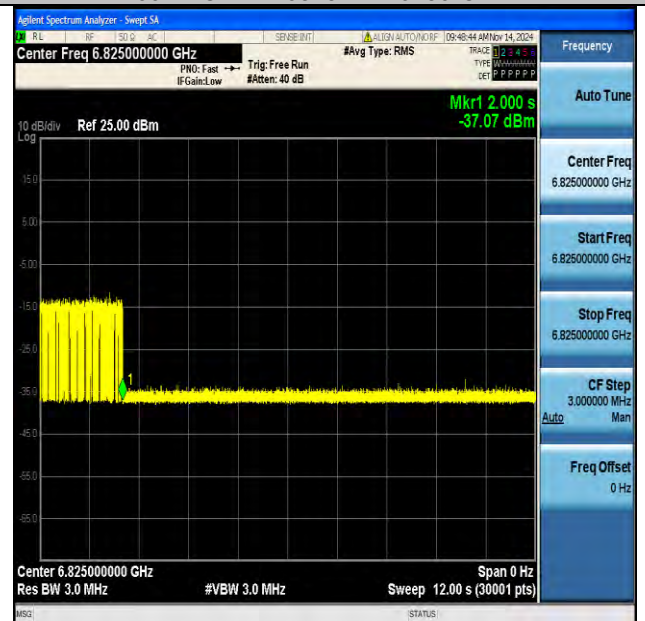 Agilent Spectrum Analyzer - Swept SA
RL RF 50 Ω AC SENSE:INT ALIGN AUTO/NO RF 09:48:44 AM Nov 14, 2024
Center Freq 6.825000000 GHz
PNO: Fast
IFGain:Low
Trig: Free Run
#Atten: 40 dB
#Avg Type: RMS
TRACE 1 2 3 4 5 6
TYPE
DET P P P P P P
Mkr1 2.000 s
-37.07 dBm
10 dB/div Ref 25.00 dBm
Log
15.0
5.00
-5.00
-15.0
-25.0
-35.0
-45.0
-55.0
-65.0
1
Center 6.825000000 GHz Span 0 Hz
Res BW 3.0 MHz #VBW 3.0 MHz Sweep 12.00 s (30001 pts)
MSG STATUS
Frequency
Auto Tune
Center Freq
6.825000000 GHz
Start Freq
6.825000000 GHz
Stop Freq
6.825000000 GHz
CF Step
3.000000 MHz
Auto Man
Freq Offset
0 Hz